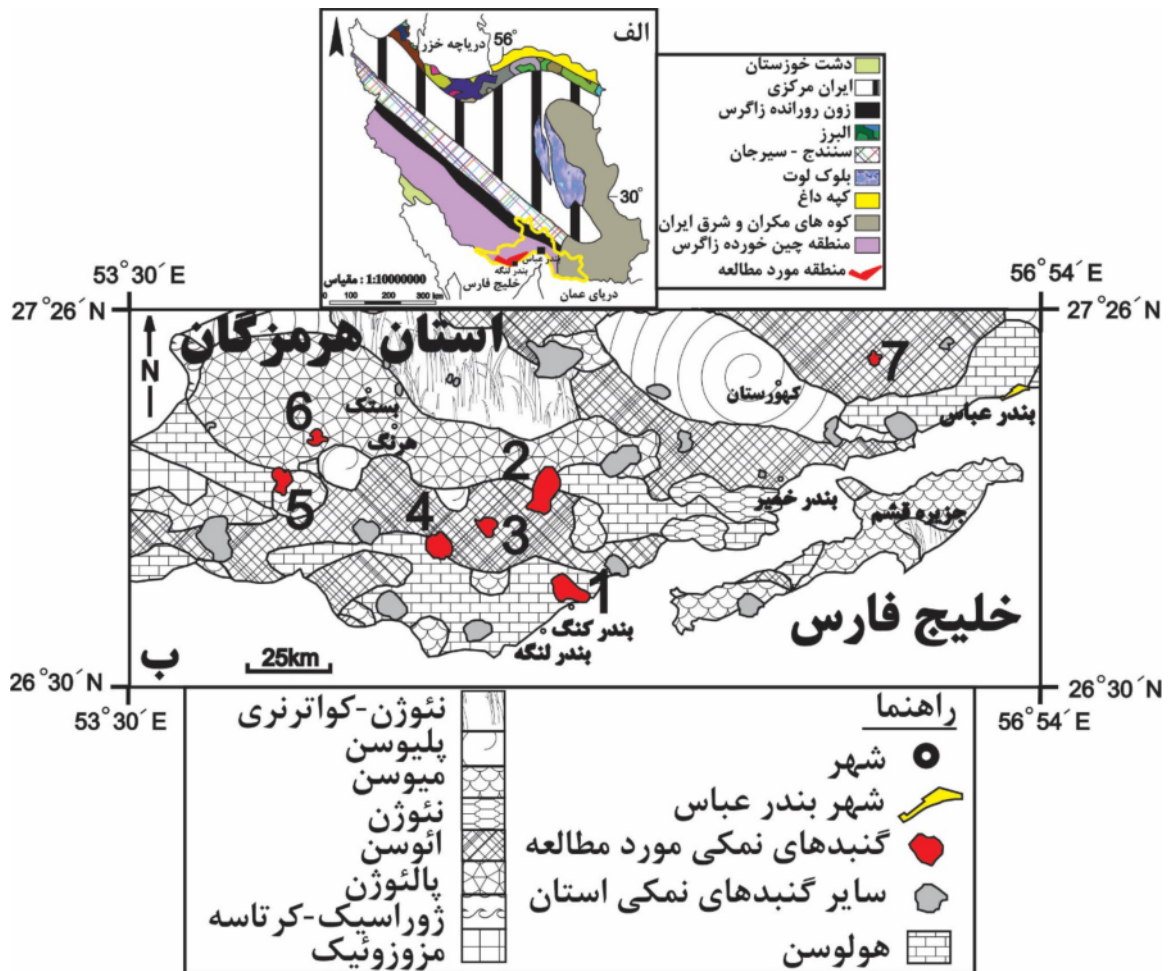 الف
دریاچه خزر
56°
30°
بندر عباس
بندر لنگه
خلیج فارس
دریای عمان
مقیاس : 1:10000000
0 100 200 300 km
دشت خوزستان
ایران مرکزی
زون رورانده زاگرس
البرز
سنندج - سیرجان
بلوک لوت
کپه داغ
کوه های مکران و شرق ایران
منطقه چین خورده زاگرس
منطقه مورد مطالعه
53°30´ E
56°54´ E
27°26´ N
27°26´ N
N
استان هرمزگان
7
کهورستان
بستک
6
هرنگ
بندر عباس
2
5
4
3
بندر خمیر
جزیره قشم
1
خلیج فارس
بندر کنگ
بندر لنگه
ب
25km
26°30´ N
26°30´ N
53°30´ E
56°54´ E
راهنما
شهر
شهر بندر عباس
گنبدهای نمکی مورد مطالعه
سایر گنبدهای نمکی استان
هولوسن
نئوژن-کواترنری
پلیوسن
میوسن
نئوژن
ائوسن
پالئوژن
ژوراسیک-کرتاسه
مزوزوئیک